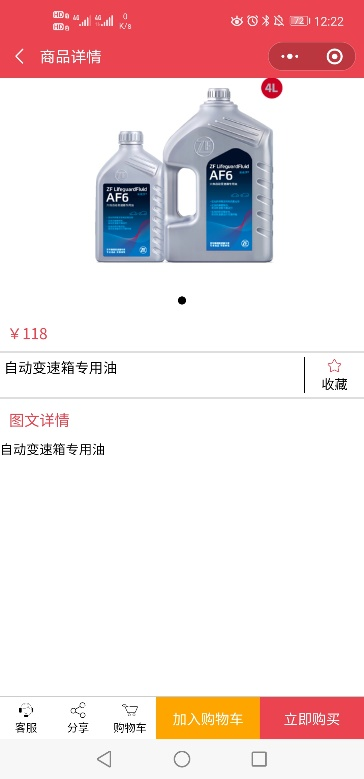 72
12:22
0
K/s
商品详情
4L
ZF LifeguardFluid
AF6
ZF LifeguardFluid
AF6
￥118
自动变速箱专用油
收藏
图文详情
自动变速箱专用油
客服
分享
购物车
加入购物车
立即购买